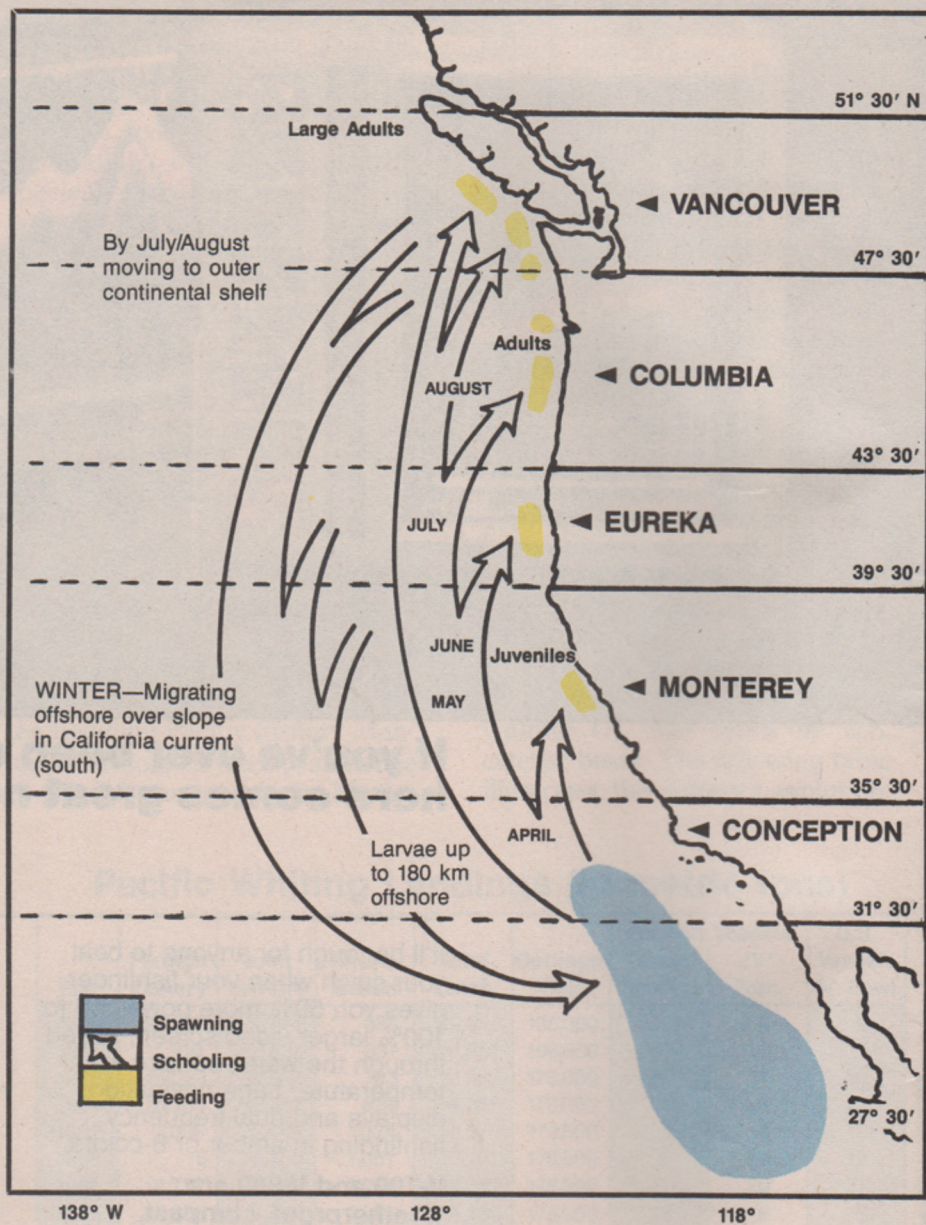 51° 30′ N
Large Adults
VANCOUVER
By July/August
moving to outer
continental shelf
47° 30′
Adults
COLUMBIA
AUGUST
43° 30′
JULY
EUREKA
39° 30′
JUNE
Juveniles
MAY
MONTEREY
WINTER—Migrating
offshore over slope
in California current
(south)
35° 30′
APRIL
CONCEPTION
Larvae up
to 180 km
offshore
31° 30′
Spawning
Schooling
Feeding
27° 30′
138° W
128°
118°